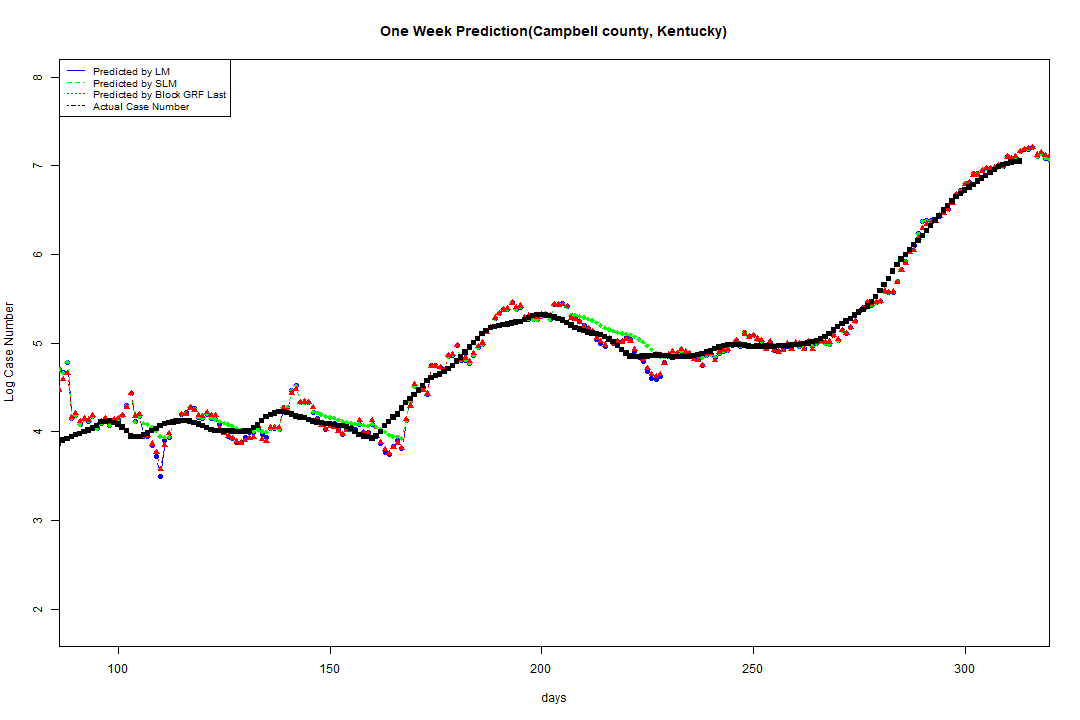 One Week Prediction(Campbell county, Kentucky)
Predicted by LM
Predicted by SLM
Predicted by Block GRF Last
Actual Case Number
8
7
6
5
4
3
2
Log Case Number
100 150 200 250 300
days